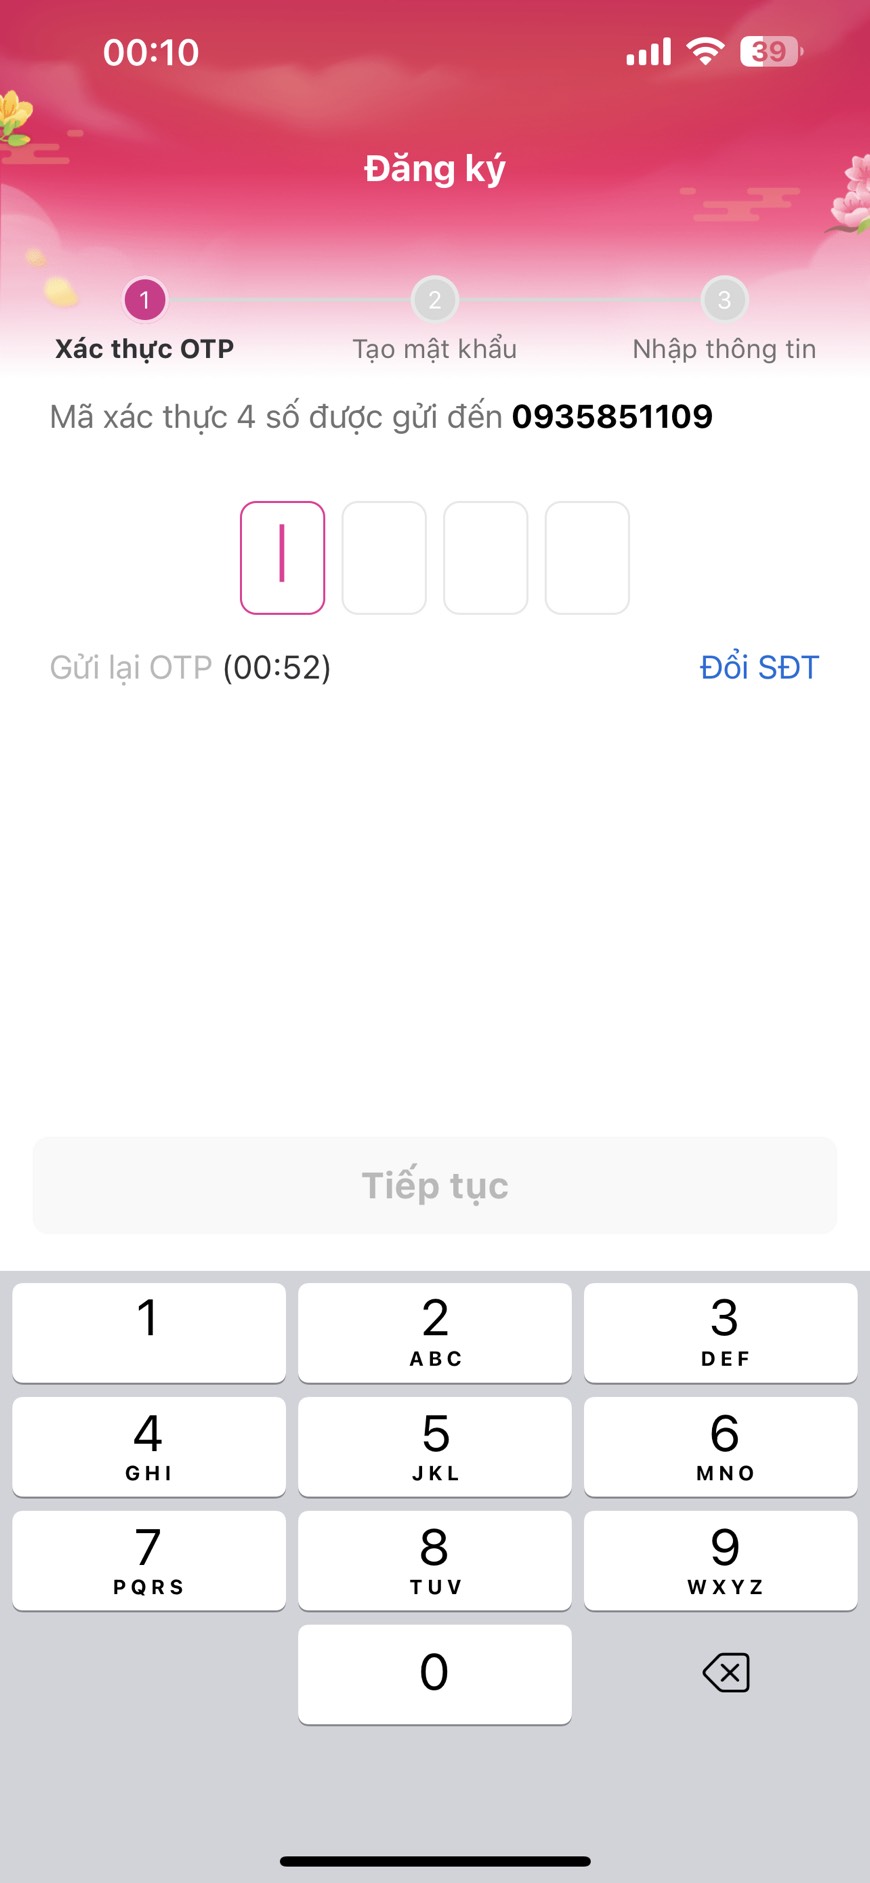 00:10
39
Đăng ký
1
2
3
Xác thực OTP
Tạo mật khẩu
Nhập thông tin
Mã xác thực 4 số được gửi đến 0935851109
Gửi lại OTP (00:52)
Đổi SĐT
Tiếp tục
1
2
ABC
3
DEF
4
GHI
5
JKL
6
MNO
7
PQRS
8
TUV
9
WXYZ
0